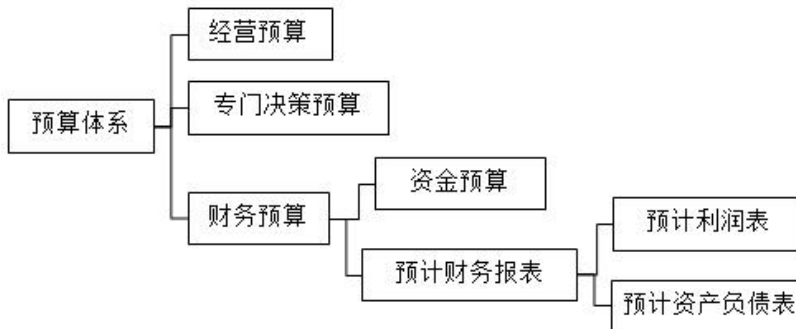 经营预算
专门决策预算
预算体系
资金预算
财务预算
预计利润表
预计财务报表
预计资产负债表